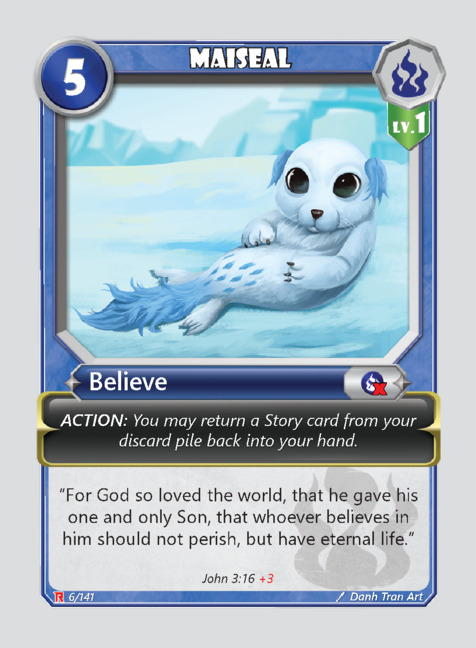 MAISEAL
5
LV.1
Believe
ACTION: You may return a Story card from your
discard pile back into your hand.
“For God so loved the world, that he gave his
one and only Son, that whoever believes in
him should not perish, but have eternal life.”
John 3:16 +3
R 6/141
Danh Tran Art